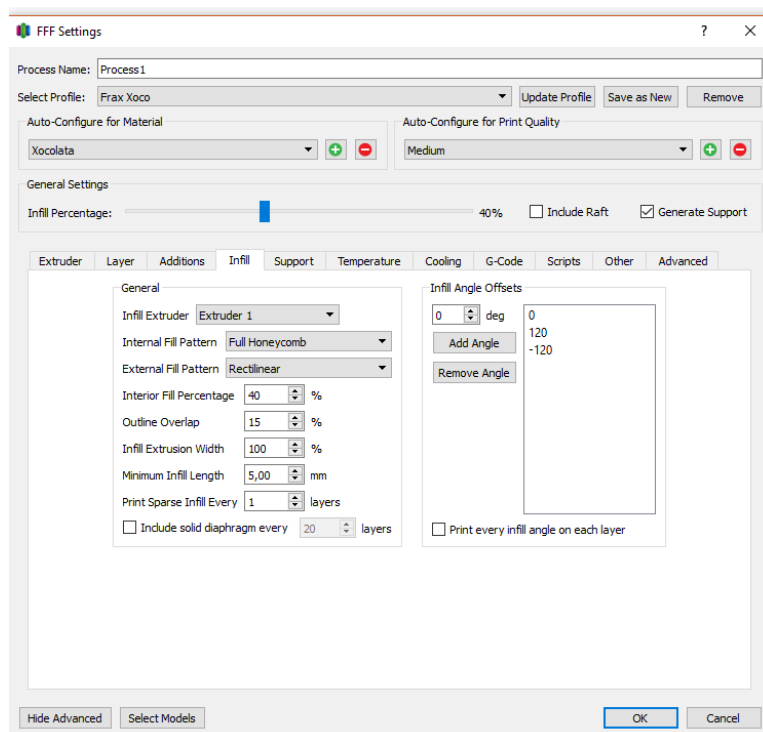 FFF Settings ?
Process Name: Process1
Select Profile: Frax Xoco Update Profile Save as New Remove
Auto-Configure for Material Auto-Configure for Print Quality
Xocolata Medium
General Settings
Infill Percentage: 40% Include Raft Generate Support
Extruder Layer Additions Infill Support Temperature Cooling G-Code Scripts Other Advanced
General
Infill Extruder Extruder 1
Internal Fill Pattern Full Honeycomb
External Fill Pattern Rectilinear
Interior Fill Percentage 40 %
Outline Overlap 15 %
Infill Extrusion Width 100 %
Minimum Infill Length 5,00 mm
Print Sparse Infill Every 1 layers
Include solid diaphragm every 20 layers
Infill Angle Offsets
0 deg
Add Angle
Remove Angle
0
120
-120
Print every infill angle on each layer
Hide Advanced Select Models OK Cancel